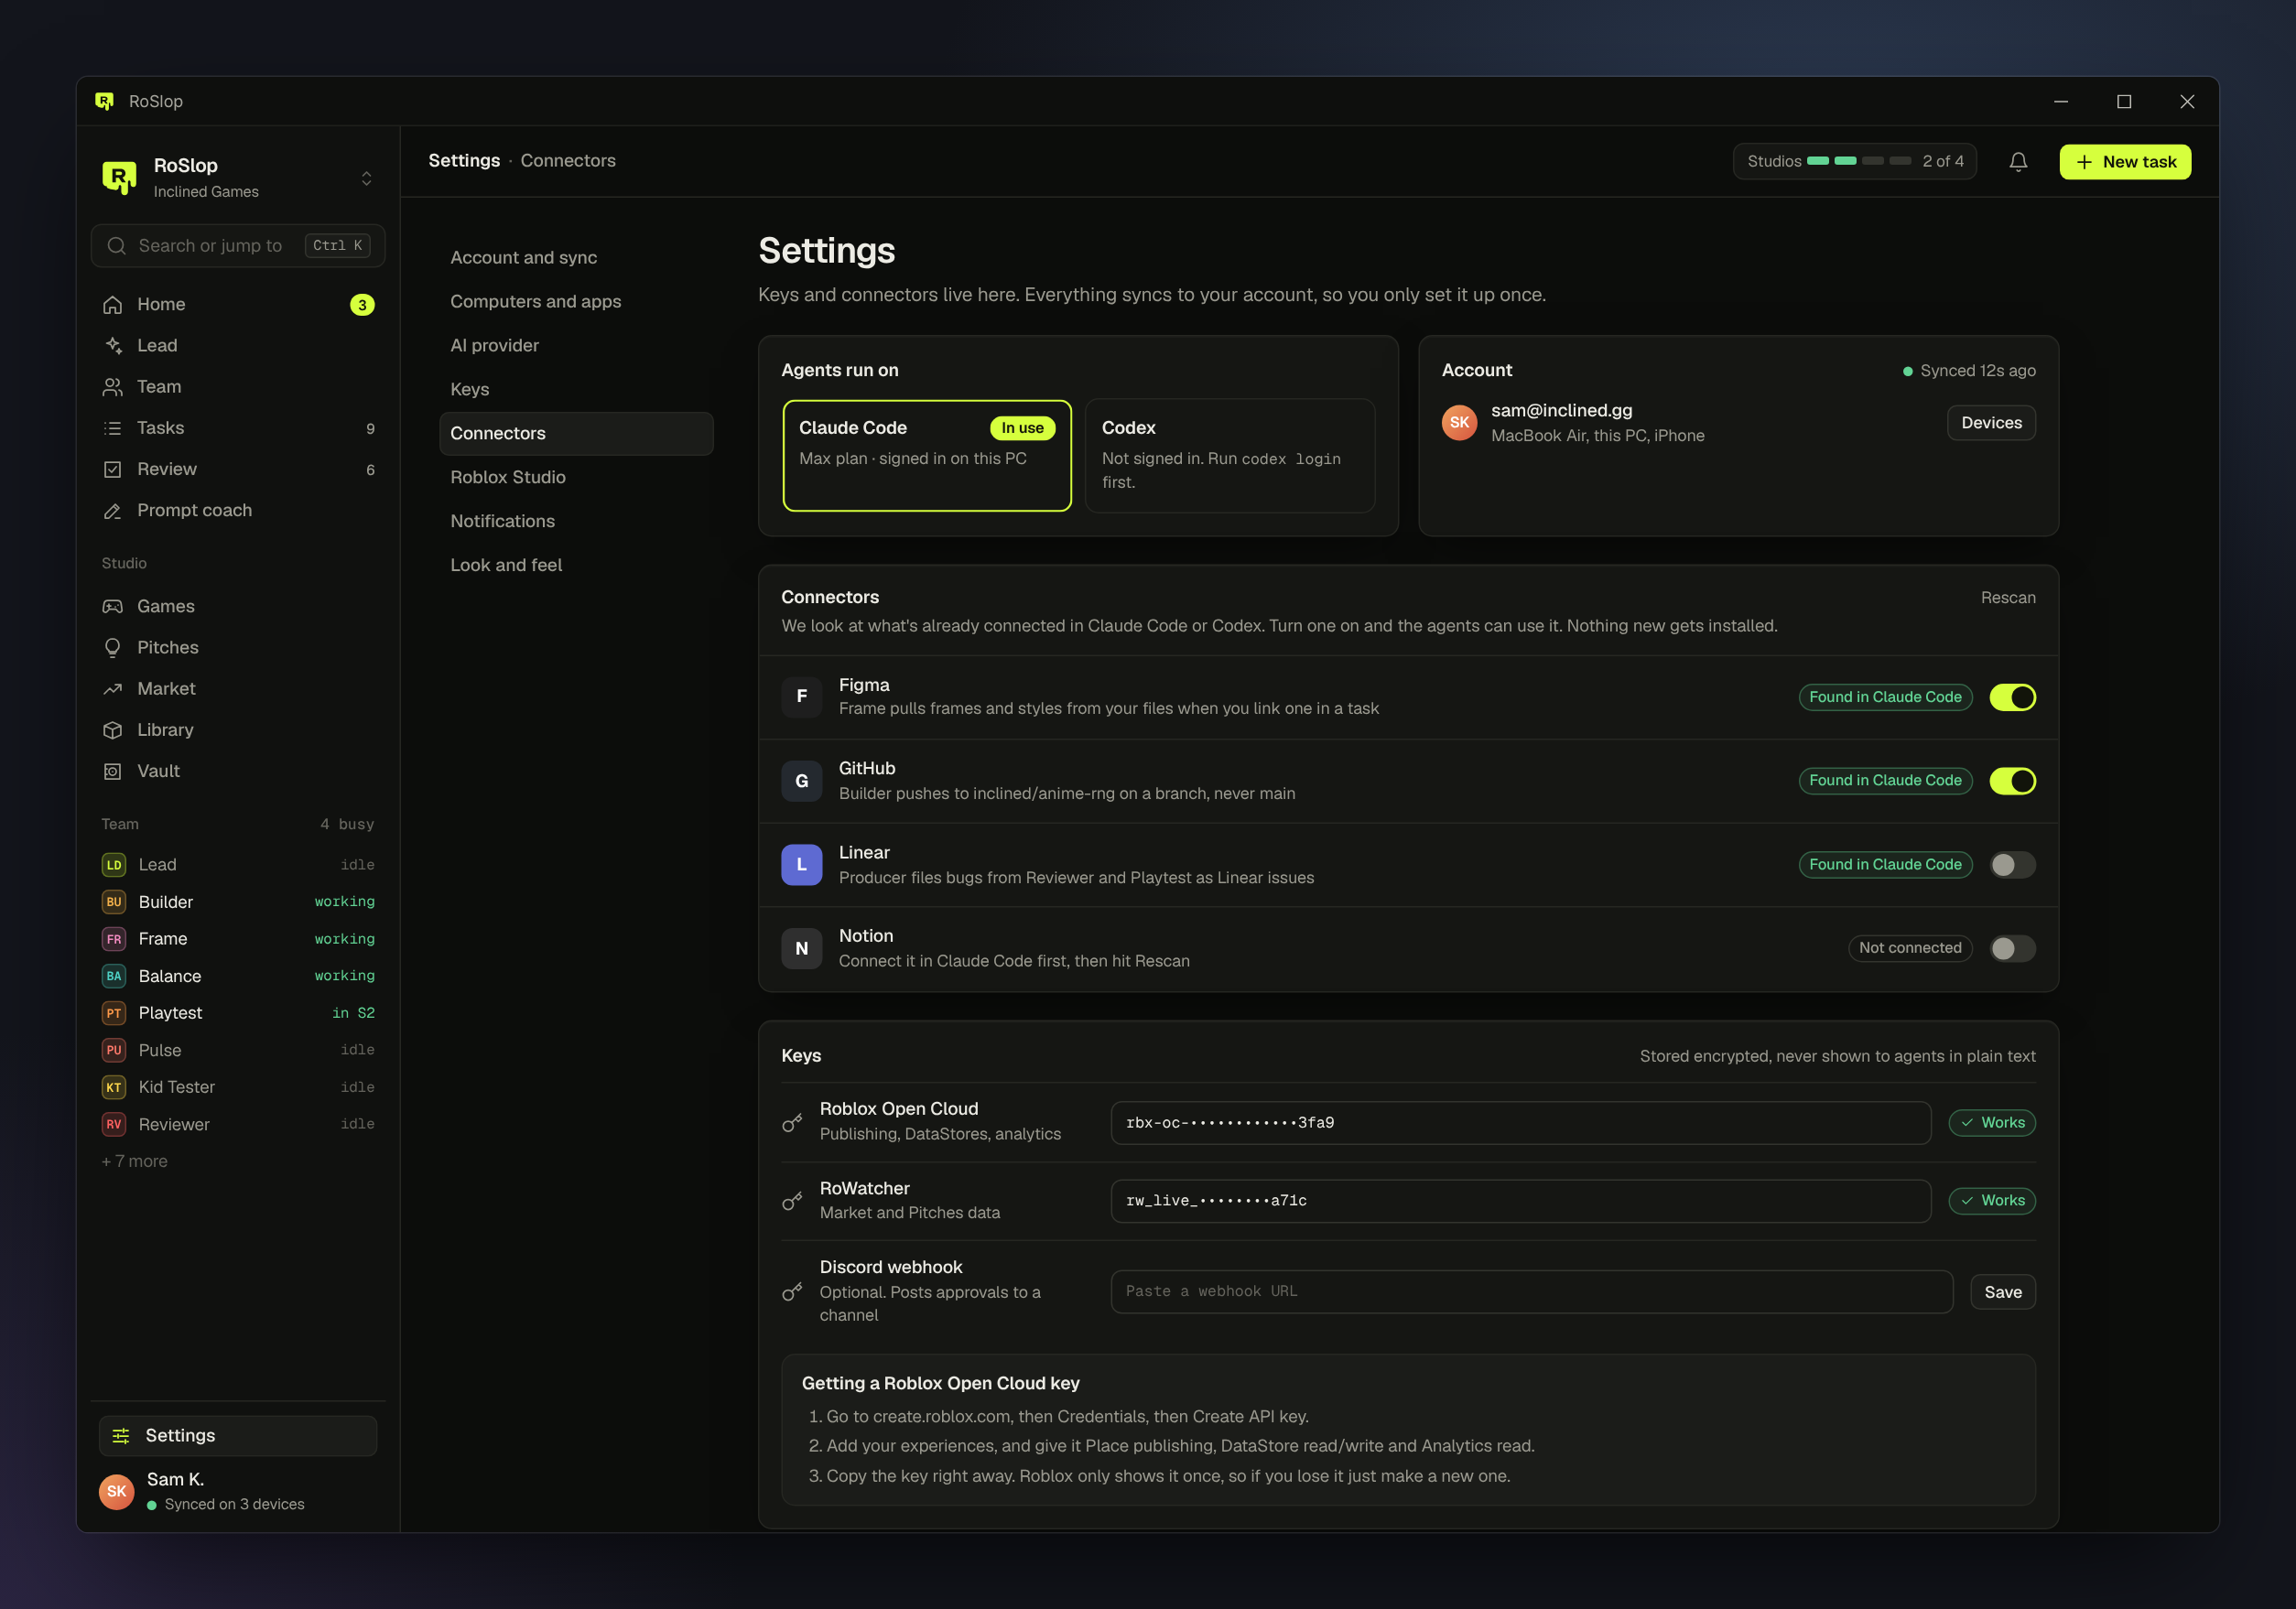 RoSlop
RoSlop
Inclined Games
Search or jump to
Ctrl K
Home
3
Lead
Team
Tasks
9
Review
6
Prompt coach
Studio
Games
Pitches
Market
Library
Vault
Team
4 busy
LD
Lead
idle
BU
Builder
working
FR
Frame
working
BA
Balance
working
PT
Playtest
in S2
PU
Pulse
idle
KT
Kid Tester
idle
RV
Reviewer
idle
+ 7 more
Settings
SK
Sam K.
Synced on 3 devices
Settings · Connectors
Studios
2 of 4
New task
Account and sync
Computers and apps
AI provider
Keys
Connectors
Roblox Studio
Notifications
Look and feel
Settings
Keys and connectors live here. Everything syncs to your account, so you only set it up once.
Agents run on
Claude Code
In use
Max plan · signed in on this PC
Codex
Not signed in. Run codex login
first.
Account
Synced 12s ago
SK
sam@inclined.gg
MacBook Air, this PC, iPhone
Devices
Connectors
Rescan
We look at what's already connected in Claude Code or Codex. Turn one on and the agents can use it. Nothing new gets installed.
F
Figma
Frame pulls frames and styles from your files when you link one in a task
Found in Claude Code
G
GitHub
Builder pushes to inclined/anime-rng on a branch, never main
Found in Claude Code
L
Linear
Producer files bugs from Reviewer and Playtest as Linear issues
Found in Claude Code
N
Notion
Connect it in Claude Code first, then hit Rescan
Not connected
Keys
Stored encrypted, never shown to agents in plain text
Roblox Open Cloud
Publishing, DataStores, analytics
rbx-oc-••••••••••••3fa9
Works
RoWatcher
Market and Pitches data
rw_live_••••••••a71c
Works
Discord webhook
Optional. Posts approvals to a
channel
Paste a webhook URL
Save
Getting a Roblox Open Cloud key
1. Go to create.roblox.com, then Credentials, then Create API key.
2. Add your experiences, and give it Place publishing, DataStore read/write and Analytics read.
3. Copy the key right away. Roblox only shows it once, so if you lose it just make a new one.